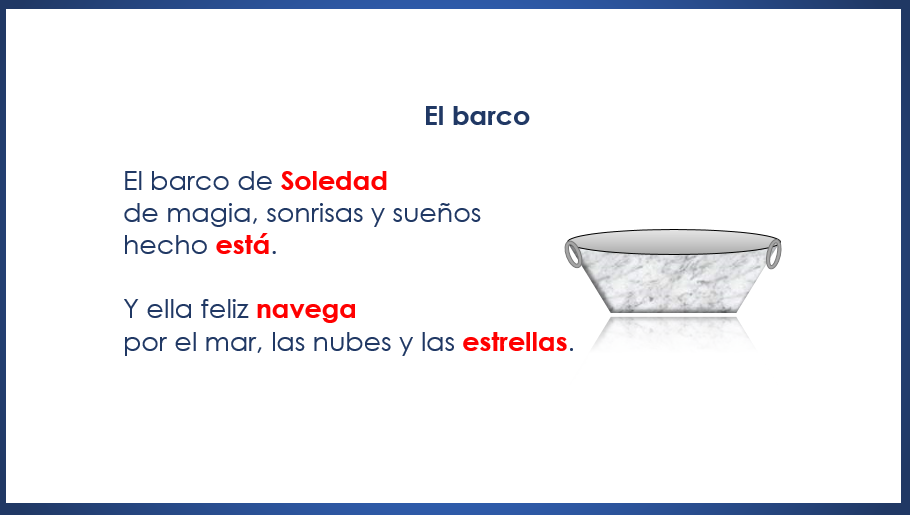 El barco
El barco de Soledad
de magia, sonrisas y sueños
hecho está.
Y ella feliz navega
por el mar, las nubes y las estrellas.